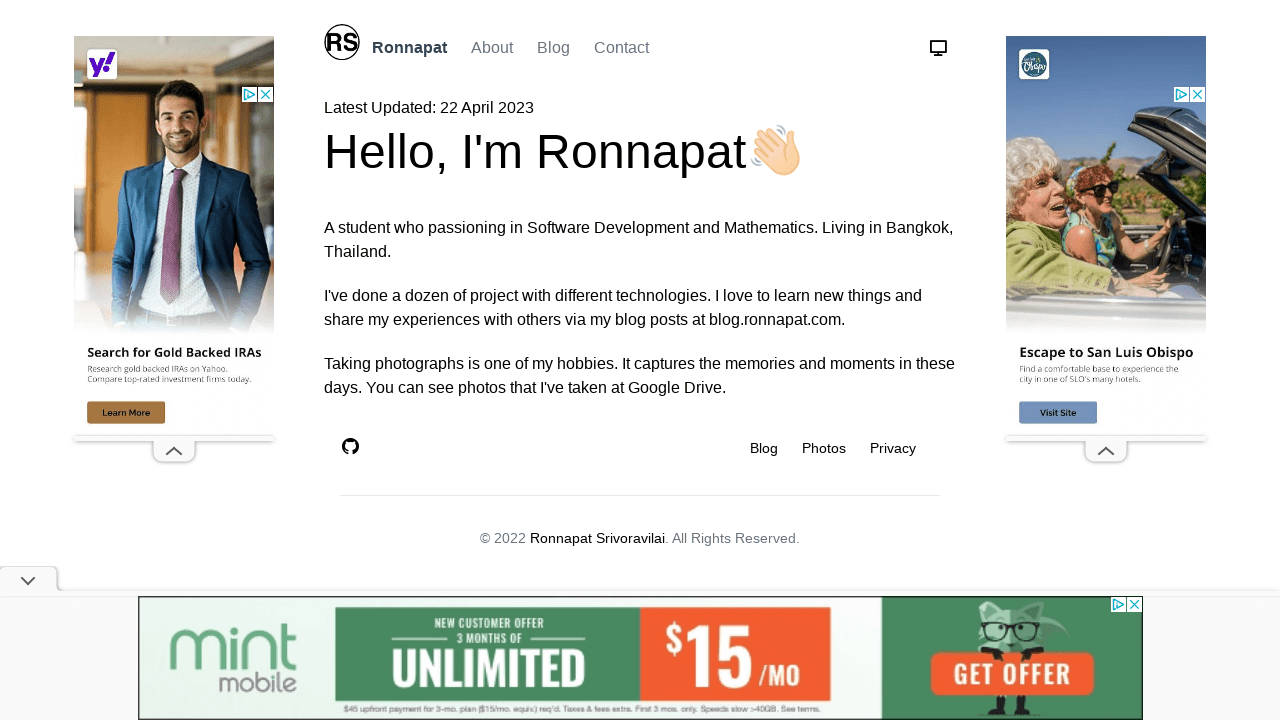 RS
Ronnapat
About
Blog
Contact
Latest Updated: 22 April 2023
Hello, I'm Ronnapat👋🏻
A student who passioning in Software Development and Mathematics. Living in Bangkok,
Thailand.
I've done a dozen of project with different technologies. I love to learn new things and
share my experiences with others via my blog posts at blog.ronnapat.com.
Taking photographs is one of my hobbies. It captures the memories and moments in these
days. You can see photos that I've taken at Google Drive.
Blog
Photos
Privacy
© 2022 Ronnapat Srivoravilai. All Rights Reserved.
y!
Search for Gold Backed IRAs
Research gold backed IRAs on Yahoo.
Compare top-rated investment firms today.
Learn More
Obispo
Escape to San Luis Obispo
Find a comfortable base to experience the
city in one of SLO's many hotels.
Visit Site
mint
mobile
NEW CUSTOMER OFFER
3 MONTHS OF
UNLIMITED
$15/MO
GET OFFER
$45 upfront payment for 3-mo. plan ($15/mo. equiv.) req'd. Taxes & fees extra. First 3 mos. only. Speeds slow >40GB. See terms.